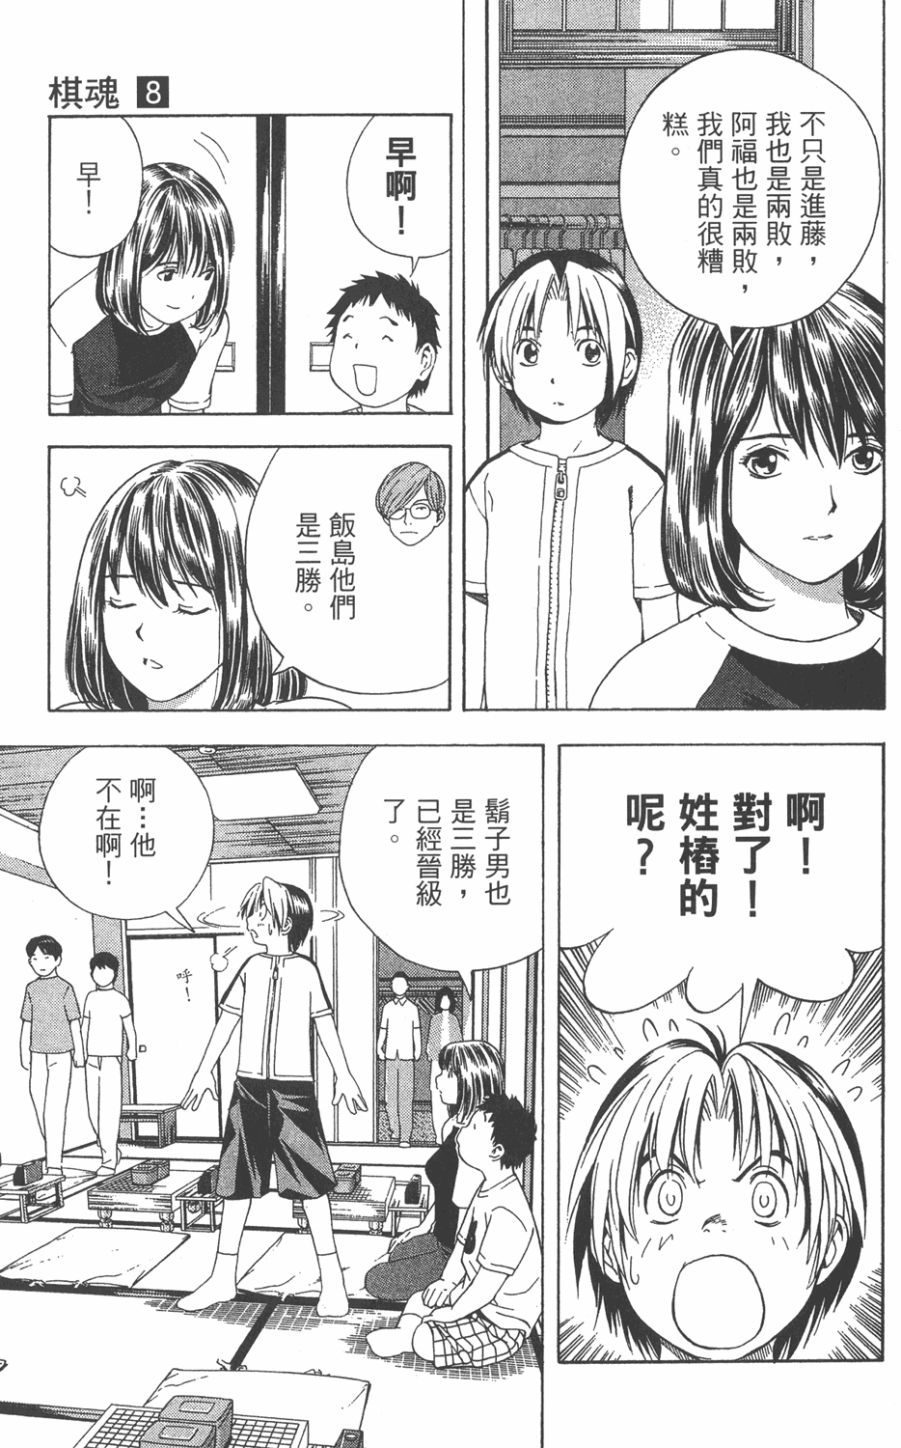 棋魂 8
不只是進藤，
我也是兩敗，
阿福也是兩敗，
我們真的很糟
糕。
早啊！
早！
飯島他們
是三勝。
啊！
對了！
姓椿的
呢？
鬍子男也
是三勝，
已經晉級
了。
啊…他
不在啊！
呼！